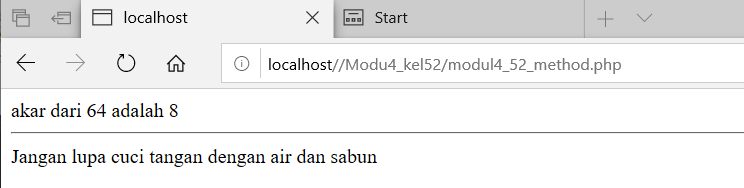 localhost
Start
localhost//Modu4_kel52/modul4_52_method.php
akar dari 64 adalah 8
Jangan lupa cuci tangan dengan air dan sabun